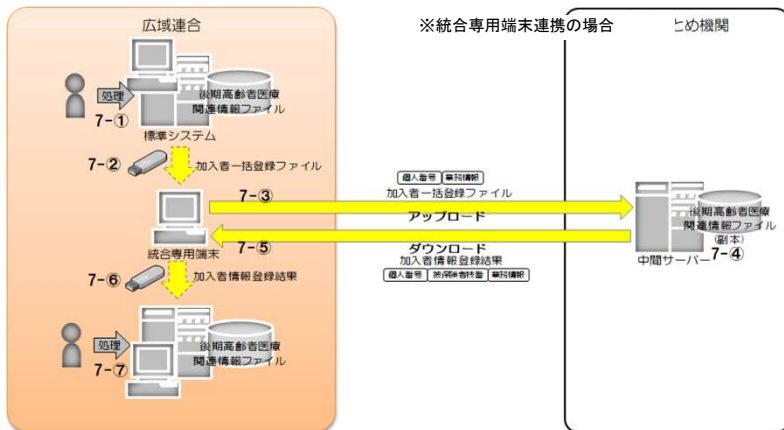 広域連合
※統合専用端末連携の場合
とめ機関
処理
後期高齢者医療
関連情報ファイル
7-①
標準システム
7-②
加入者一括登録ファイル
7-③
個人番号 業務情報
加入者一括登録ファイル
アップロード
後期高齢者医療
関連情報ファイル
(副本)
7-④
中間サーバー
統合専用端末
7-⑤
ダウンロード
加入者情報登録結果
個人番号 被保険者枝番 業務情報
7-⑥
加入者情報登録結果
処理
後期高齢者医療
関連情報ファイル
7-⑦